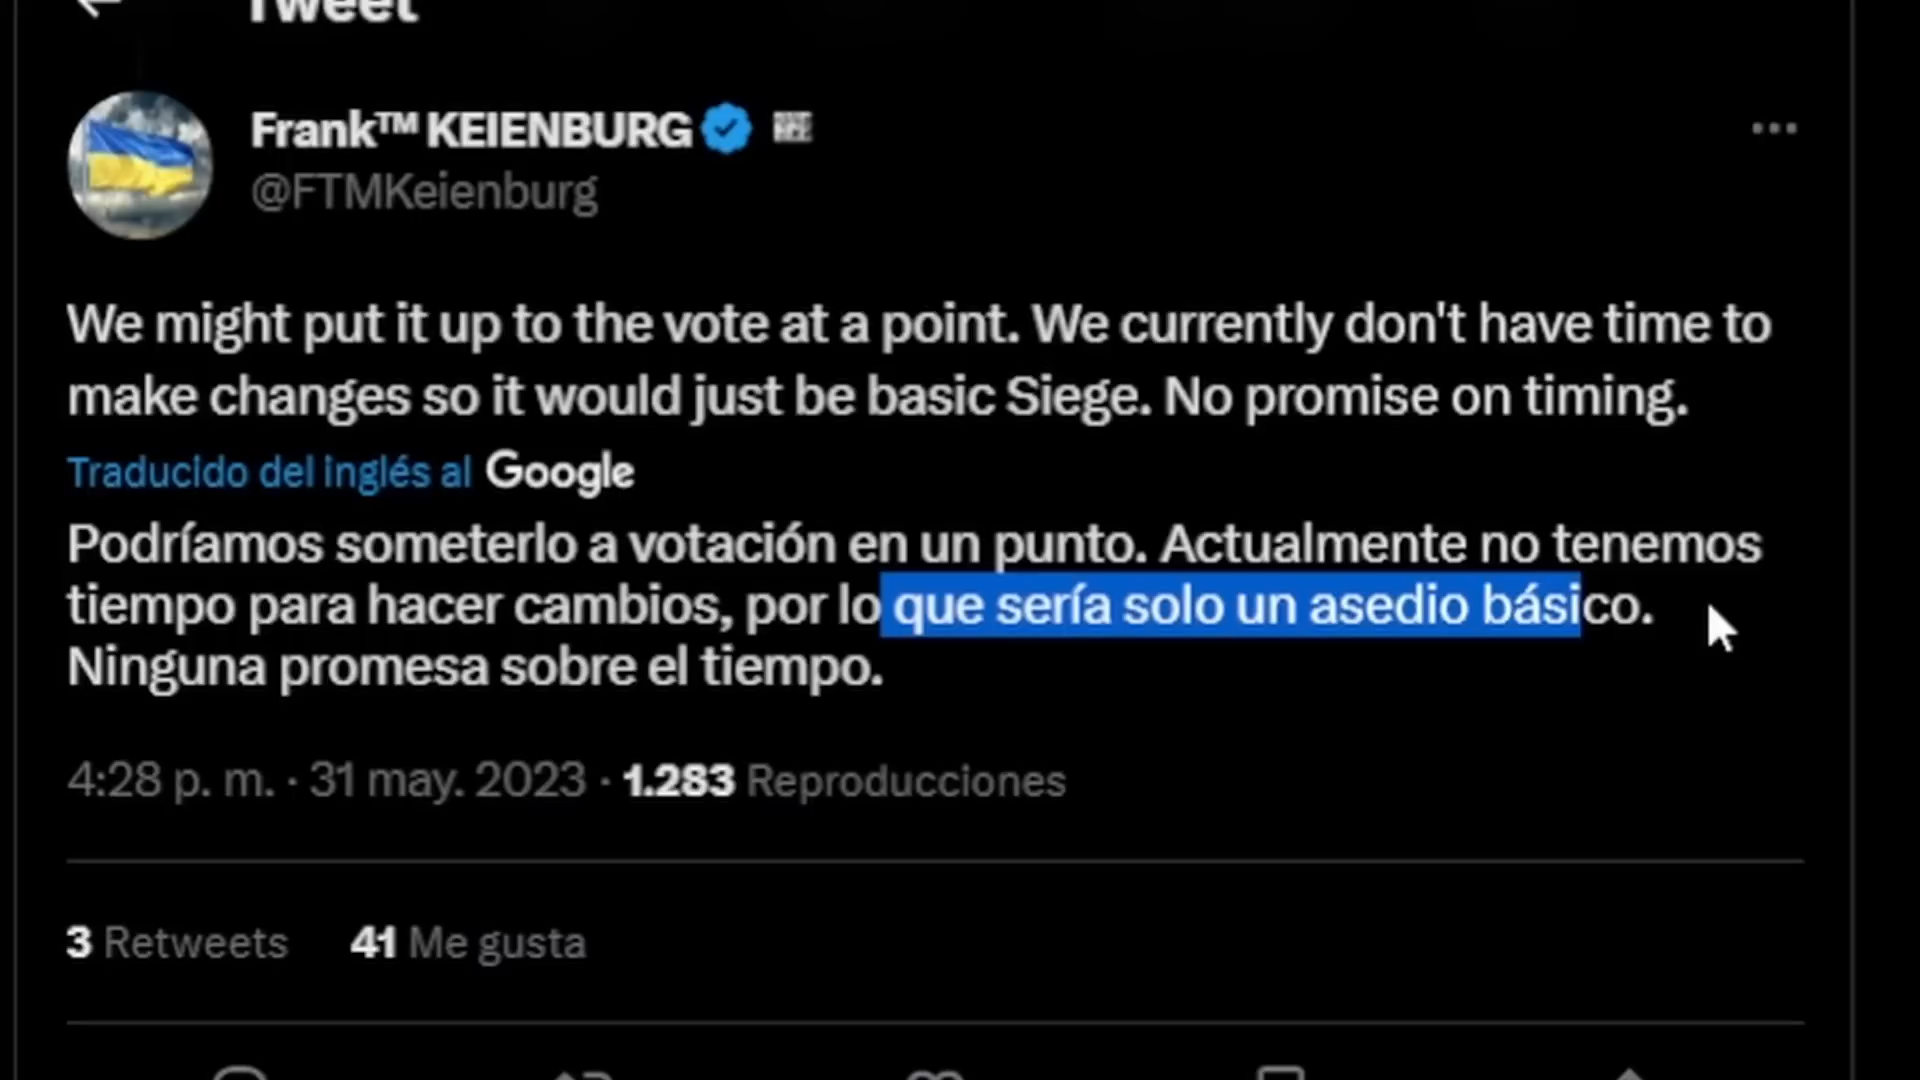 Tweet
Frank™ KEIENBURG
@FTMKeienburg
We might put it up to the vote at a point. We currently don't have time to
make changes so it would just be basic Siege. No promise on timing.
Traducido del inglés al Google
Podríamos someterlo a votación en un punto. Actualmente no tenemos
tiempo para hacer cambios, por lo que sería solo un asedio básico.
Ninguna promesa sobre el tiempo.
4:28 p. m. · 31 may. 2023 · 1.283 Reproducciones
3 Retweets 41 Me gusta